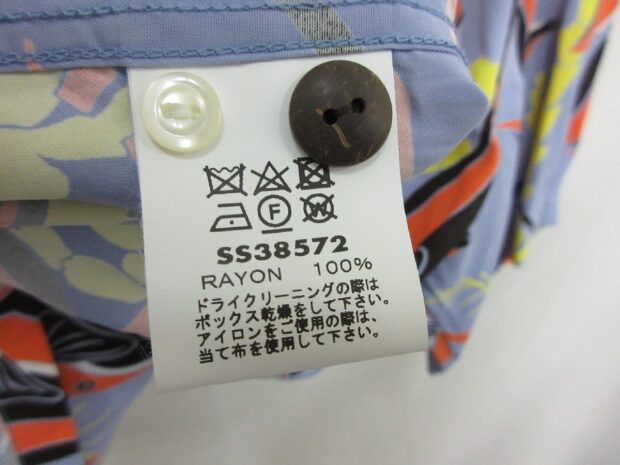 F W
SS38572
RAYON 100%
ドライクリーニングの際は
ボックス乾燥をして下さい。
アイロンをご使用の際は、
当て布を使用して下さい。